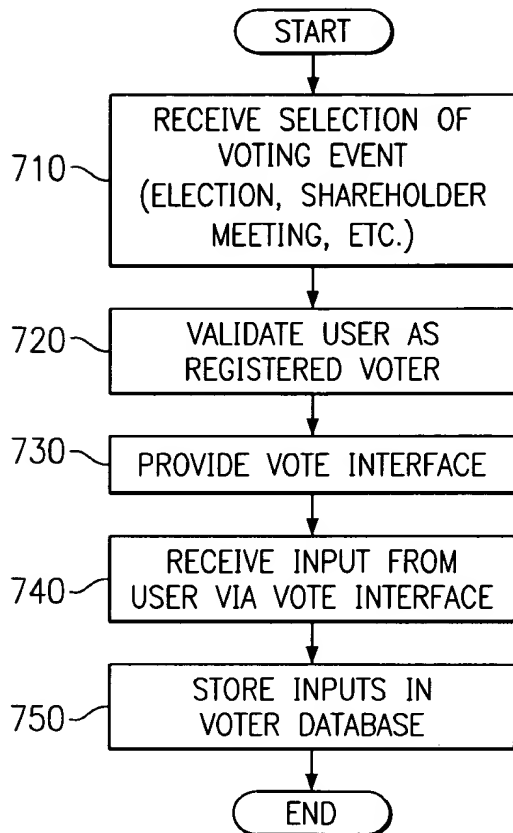 START
710
RECEIVE SELECTION OF
VOTING EVENT
(ELECTION, SHAREHOLDER
MEETING, ETC.)
720
VALIDATE USER AS
REGISTERED VOTER
730
PROVIDE VOTE INTERFACE
740
RECEIVE INPUT FROM
USER VIA VOTE INTERFACE
750
STORE INPUTS IN
VOTER DATABASE
END